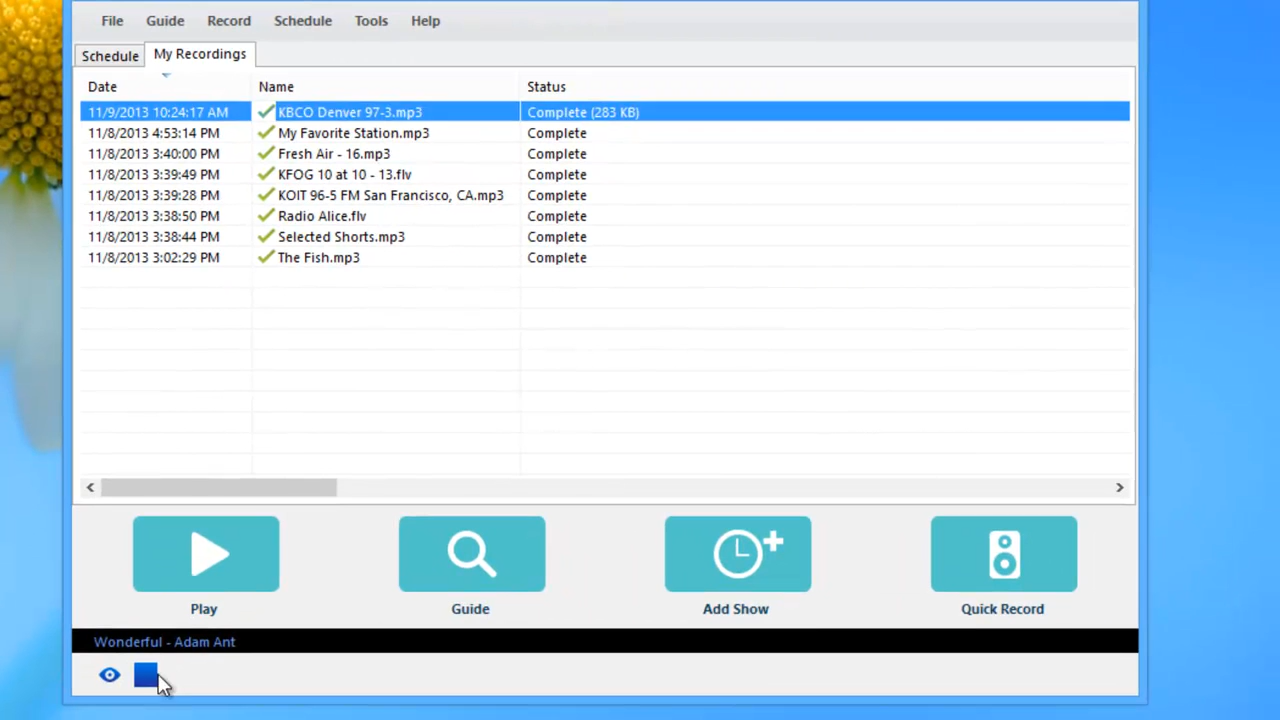 File Guide Record Schedule Tools Help
Schedule My Recordings
Date Name Status
11/9/2013 10:24:17 AM KBCO Denver 97-3.mp3 Complete (283 KB)
11/8/2013 4:53:14 PM My Favorite Station.mp3 Complete
11/8/2013 3:40:00 PM Fresh Air - 16.mp3 Complete
11/8/2013 3:39:49 PM KFOG 10 at 10 - 13.flv Complete
11/8/2013 3:39:28 PM KOIT 96-5 FM San Francisco, CA.mp3 Complete
11/8/2013 3:38:50 PM Radio Alice.flv Complete
11/8/2013 3:38:44 PM Selected Shorts.mp3 Complete
11/8/2013 3:02:29 PM The Fish.mp3 Complete
Play Guide Add Show Quick Record
Wonderful - Adam Ant